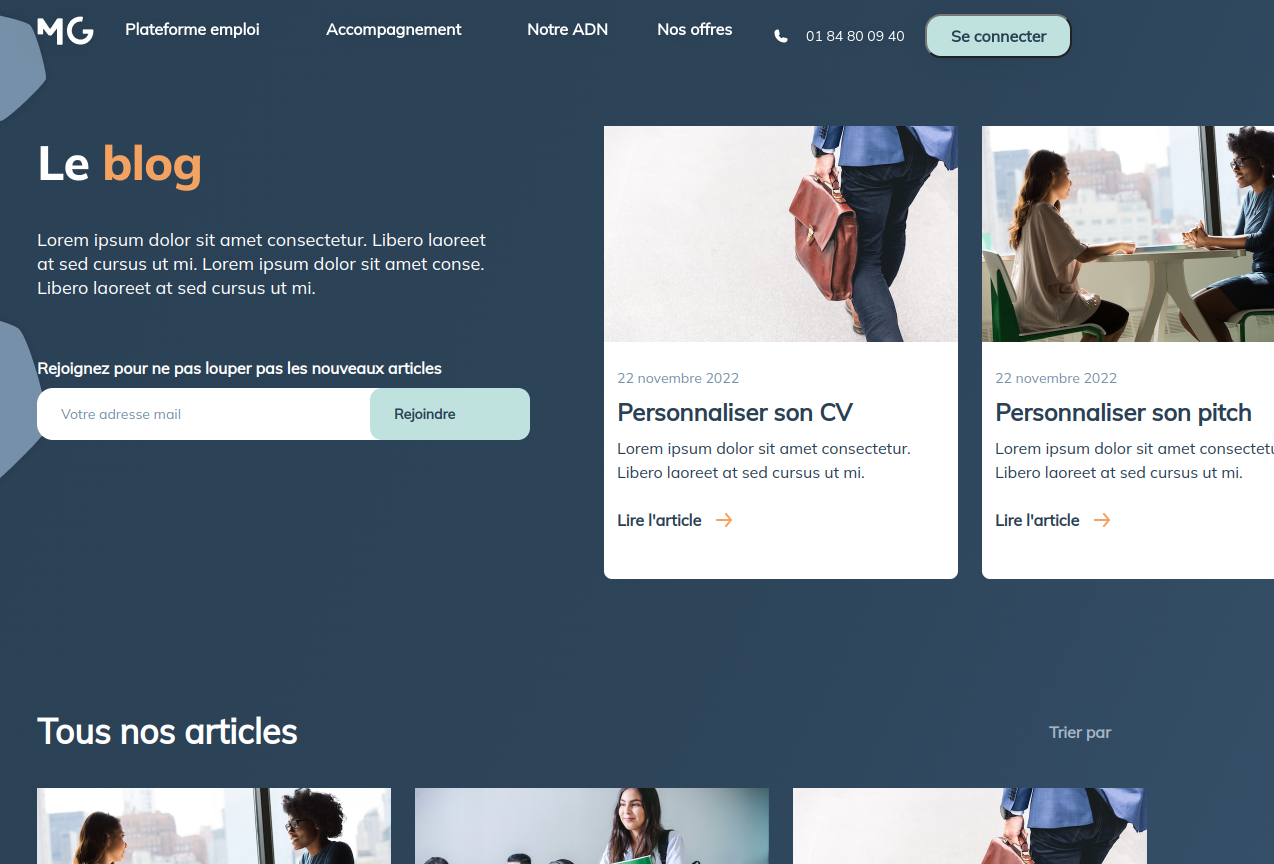 MG
Plateforme emploi
Accompagnement
Notre ADN
Nos offres
01 84 80 09 40
Se connecter
Le blog
Lorem ipsum dolor sit amet consectetur. Libero laoreet
at sed cursus ut mi. Lorem ipsum dolor sit amet conse.
Libero laoreet at sed cursus ut mi.
Rejoignez pour ne pas louper pas les nouveaux articles
Votre adresse mail
Rejoindre
22 novembre 2022
Personnaliser son CV
Lorem ipsum dolor sit amet consectetur.
Libero laoreet at sed cursus ut mi.
Lire l'article
22 novembre 2022
Personnaliser son pitch
Lorem ipsum dolor sit amet consectetu
Libero laoreet at sed cursus ut mi.
Lire l'article
Tous nos articles
Trier par